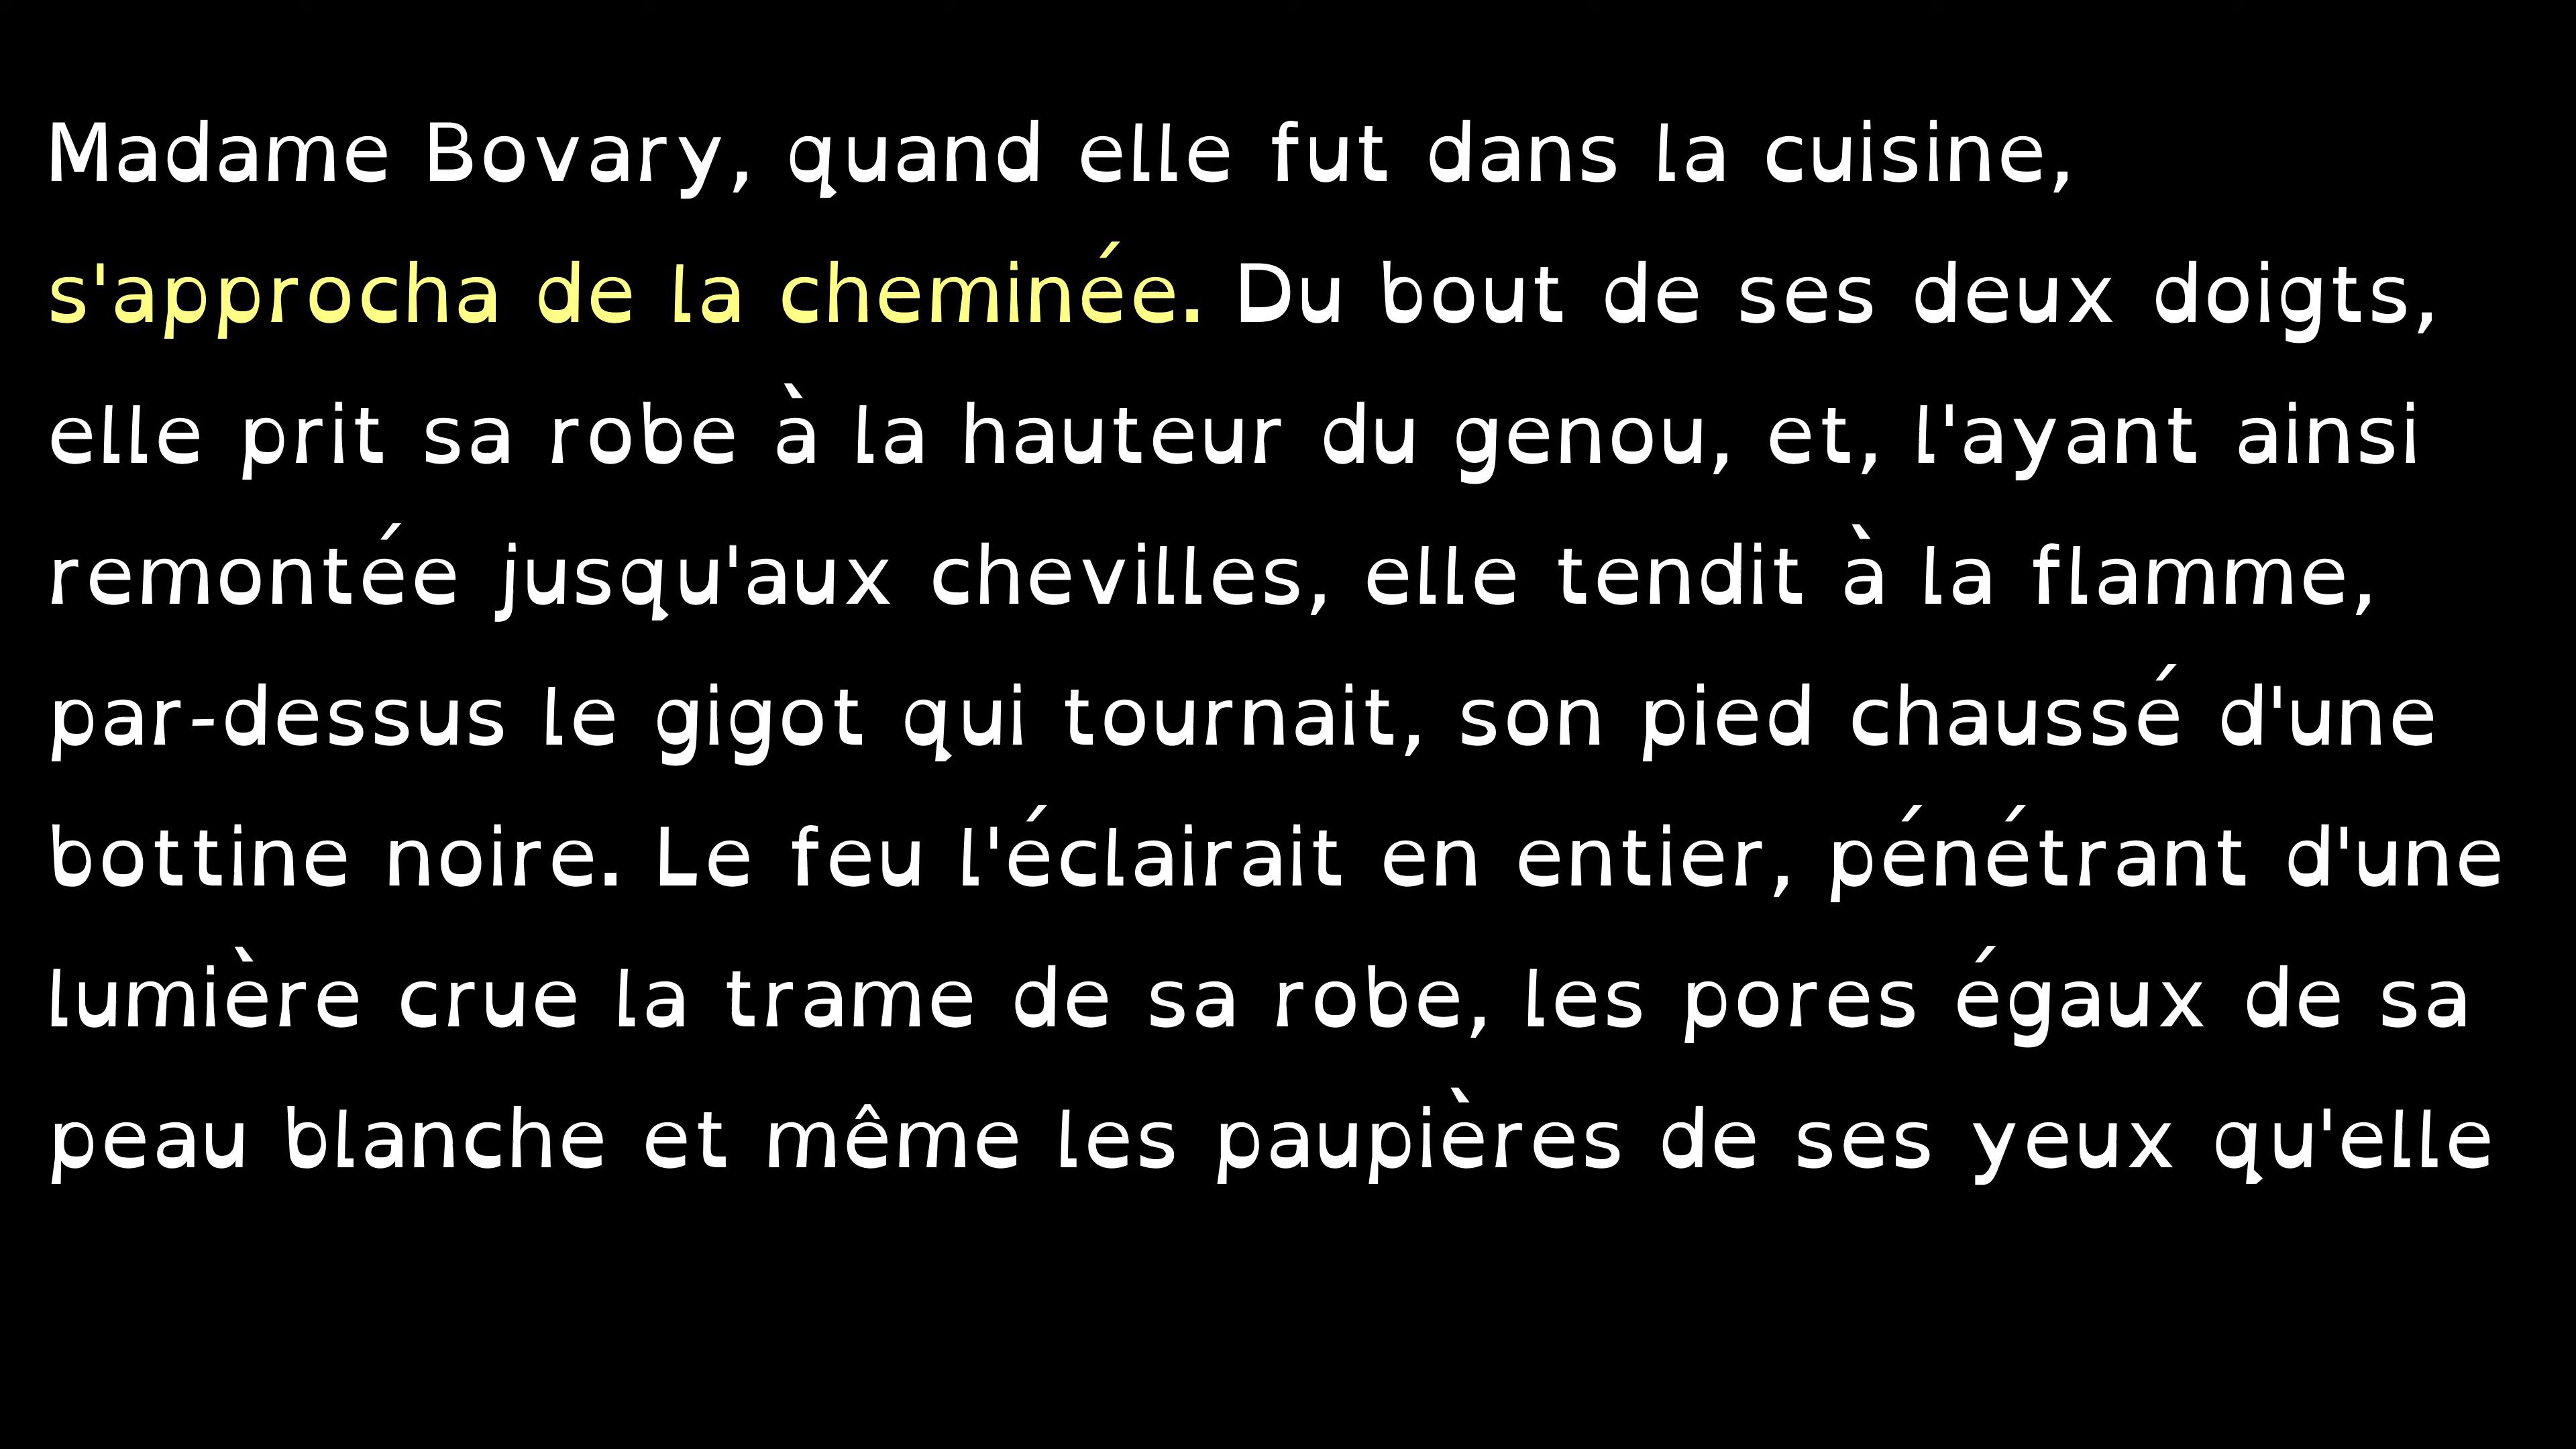 Madame Bovary, quand elle fut dans la cuisine,
s'approcha de la cheminée. Du bout de ses deux doigts,
elle prit sa robe à la hauteur du genou, et, l'ayant ainsi
remontée jusqu'aux chevilles, elle tendit à la flamme,
par-dessus le gigot qui tournait, son pied chaussé d'une
bottine noire. Le feu l'éclairait en entier, pénétrant d'une
lumière crue la trame de sa robe, les pores égaux de sa
peau blanche et même les paupières de ses yeux qu'elle